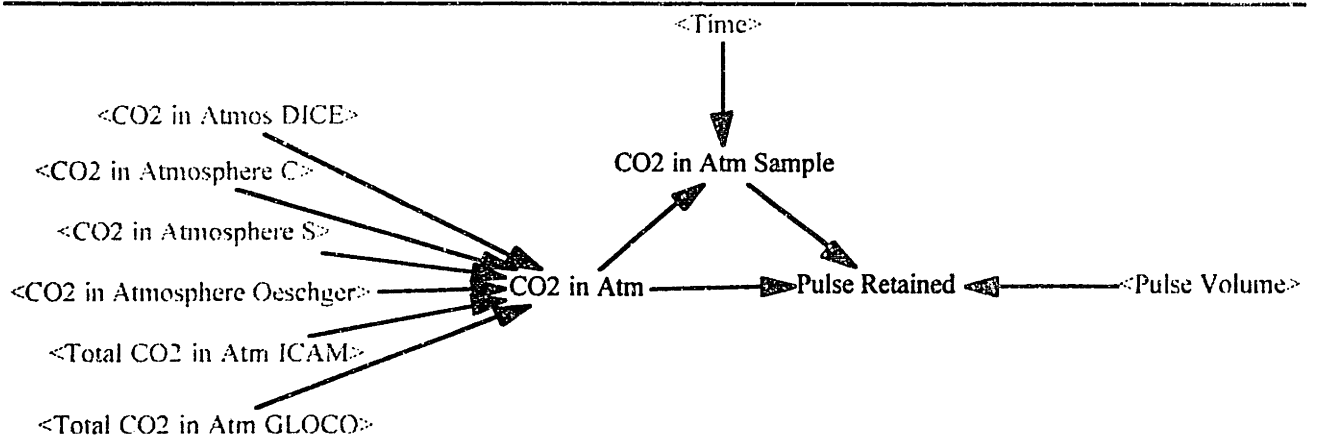 <Time>
<CO2 in Atmos DICE>
<CO2 in Atmosphere C>
CO2 in Atm Sample
<CO2 in Atmosphere S>
<CO2 in Atmosphere Oeschger>
CO2 in Atm
Pulse Retained
<Pulse Volume>
<Total CO2 in Atm ICAM>
<Total CO2 in Atm GLOCO>